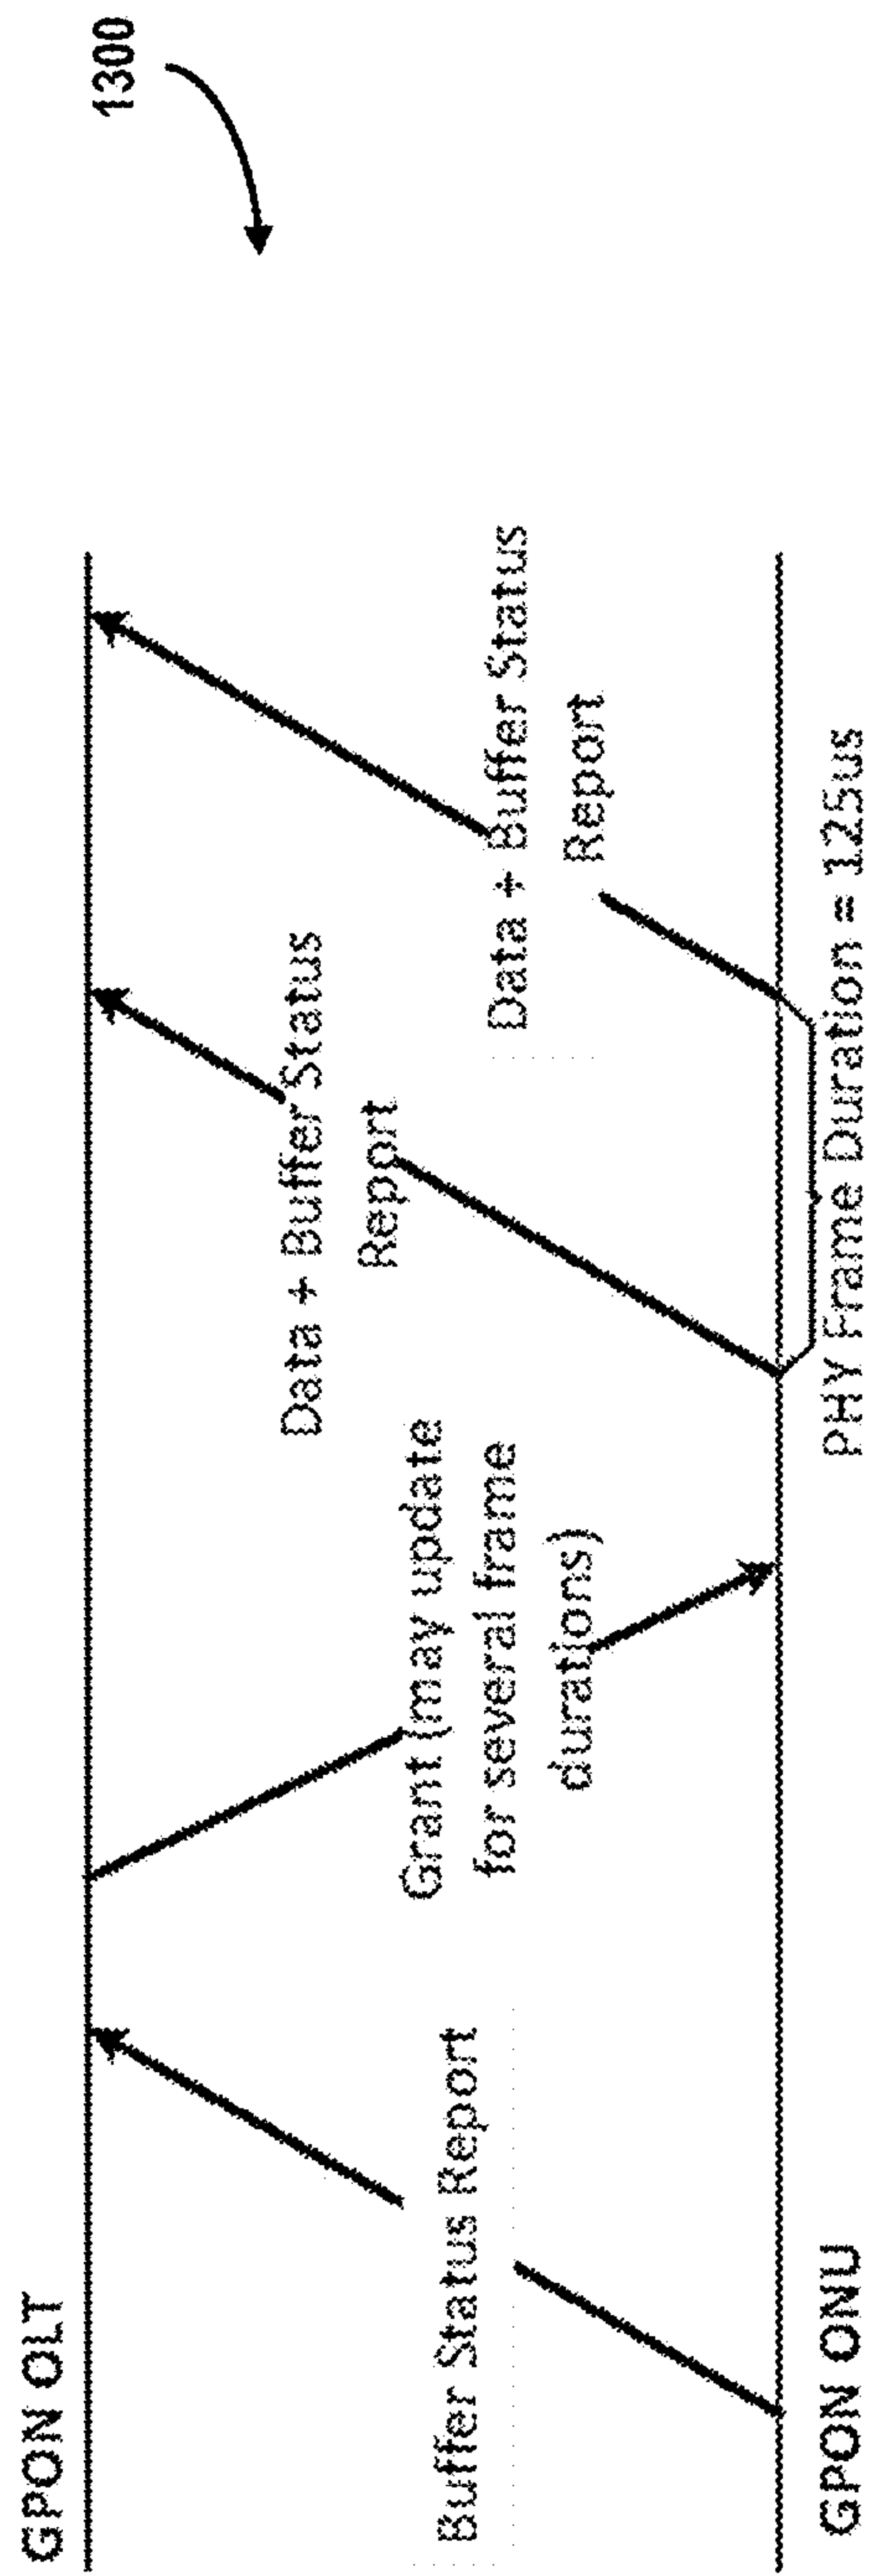 1300
GPON OLT
Buffer Status Report
Grant (may update
for several frame
durations)
Data + Buffer Status
Report
Data + Buffer Status
Report
GPON ONU
PHY Frame Duration = 125us